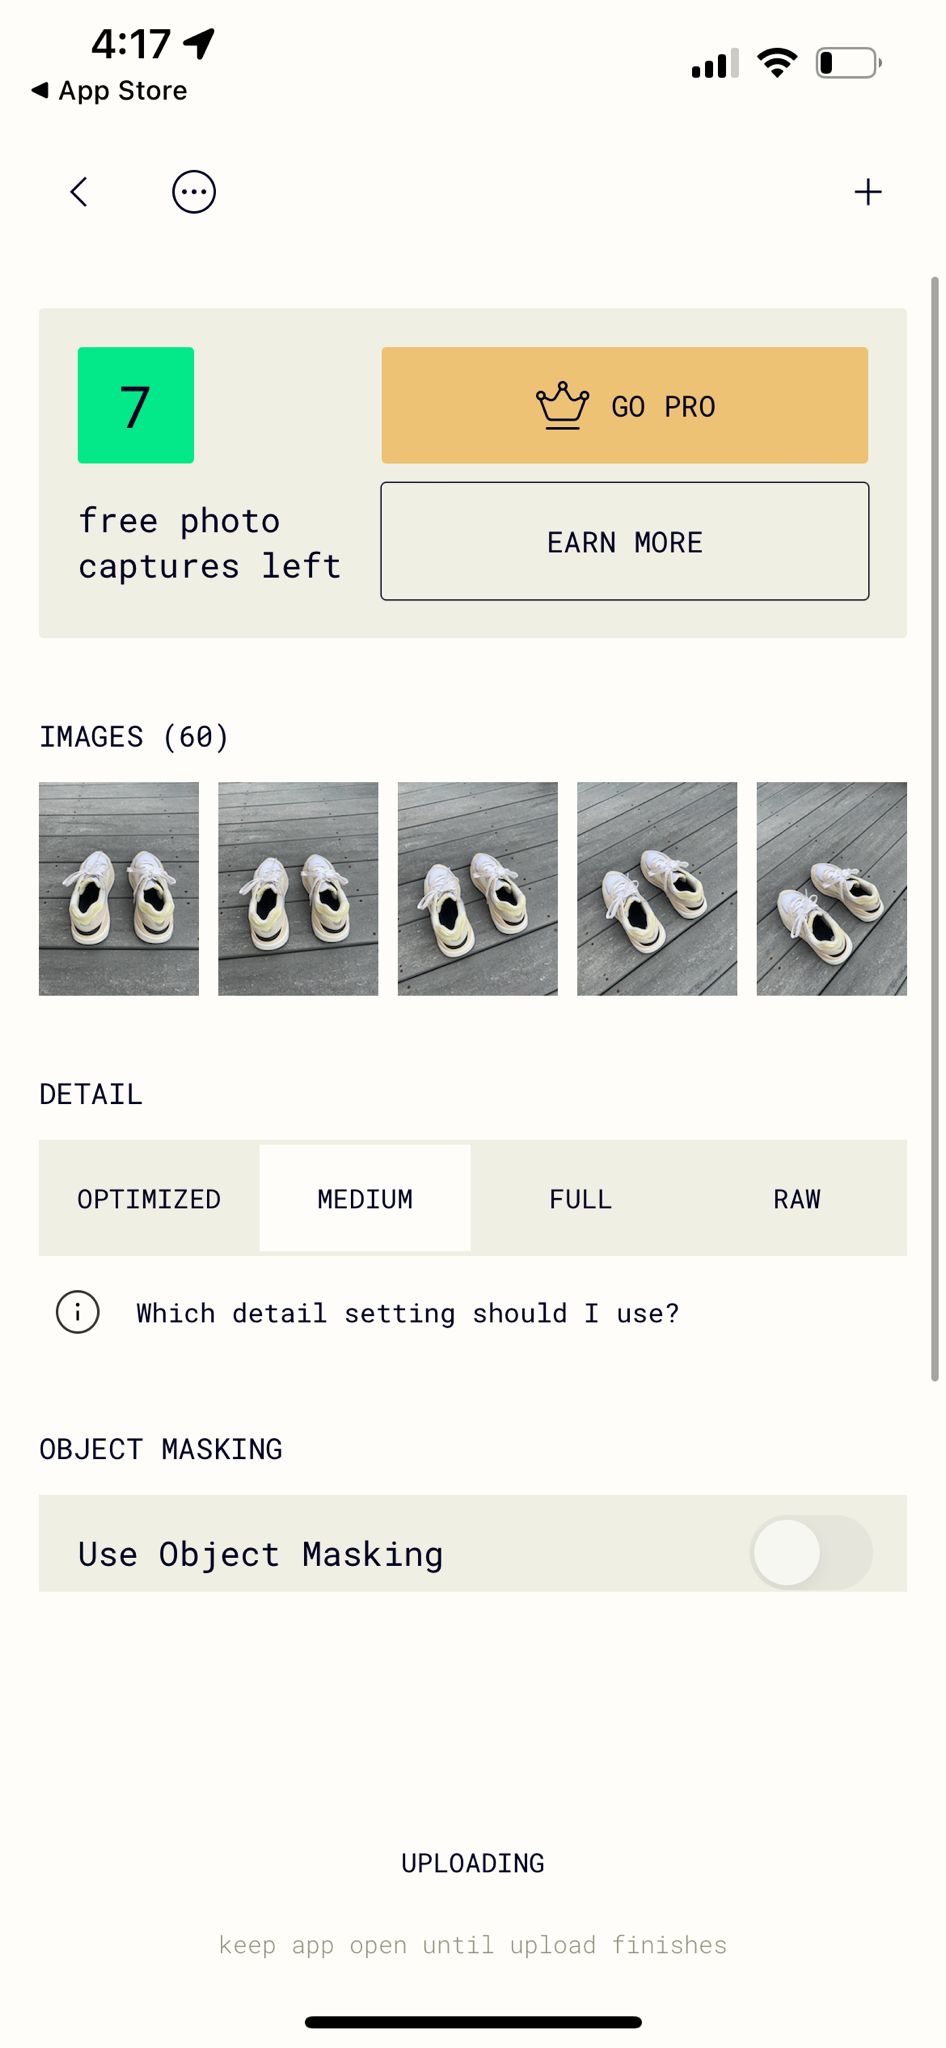 4:17
App Store
7
GO PRO
free photo
captures left
EARN MORE
IMAGES (60)
DETAIL
OPTIMIZED
MEDIUM
FULL
RAW
Which detail setting should I use?
OBJECT MASKING
Use Object Masking
UPLOADING
keep app open until upload finishes